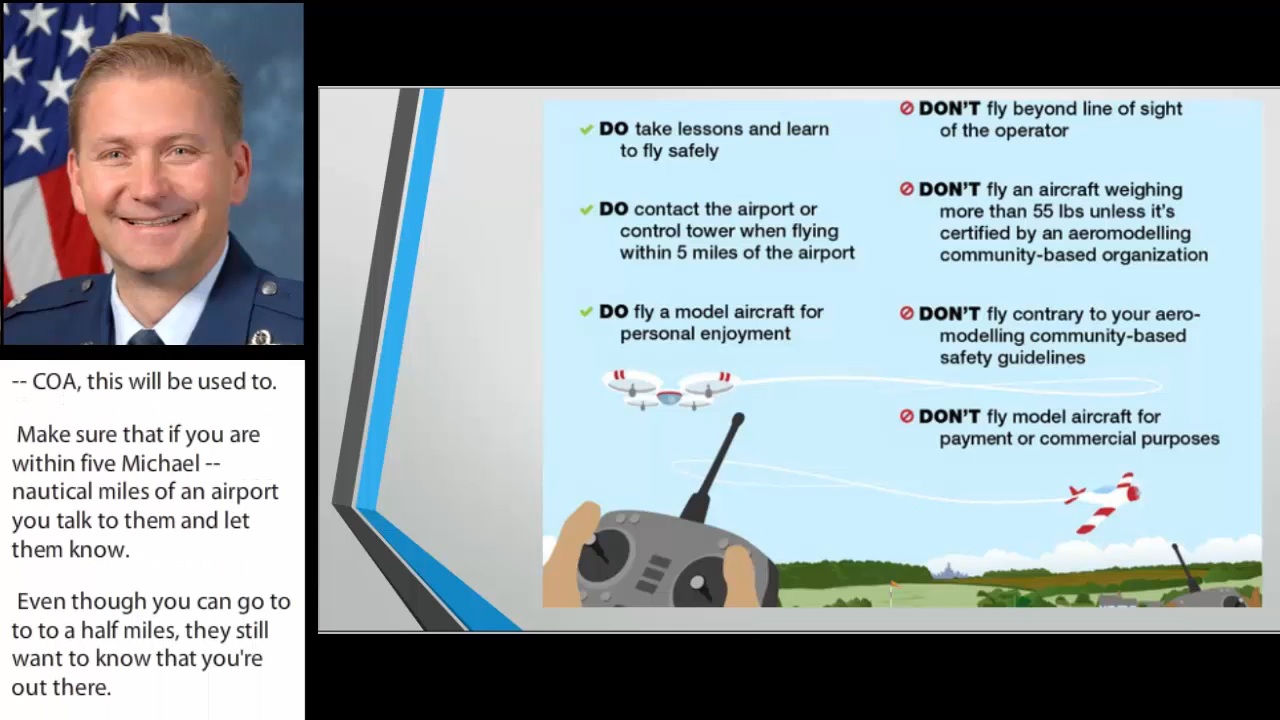 DO take lessons and learn
to fly safely
DO contact the airport or
control tower when flying
within 5 miles of the airport
DO fly a model aircraft for
personal enjoyment
DON'T fly beyond line of sight
of the operator
DON'T fly an aircraft weighing
more than 55 lbs unless it's
certified by an aeromodelling
community-based organization
DON'T fly contrary to your aero-
modelling community-based
safety guidelines
DON'T fly model aircraft for
payment or commercial purposes
-- COA, this will be used to.
Make sure that if you are
within five Michael --
nautical miles of an airport
you talk to them and let
them know.
Even though you can go to
to to a half miles, they still
want to know that you're
out there.